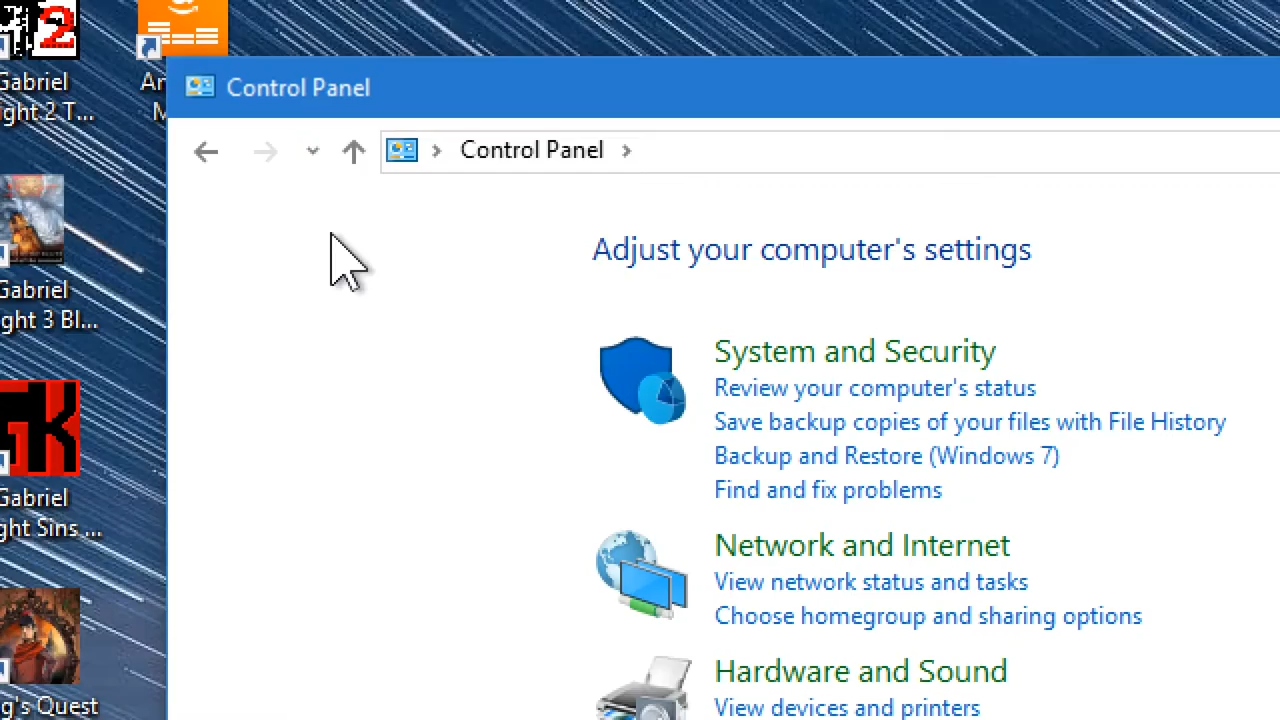 2
Gabriel
ght 2 T...
Control Panel
Control Panel
Gabriel
ght 3 Bl...
GK
Gabriel
ght Sins ...
g's Quest
Adjust your computer's settings
System and Security
Review your computer's status
Save backup copies of your files with File History
Backup and Restore (Windows 7)
Find and fix problems
Network and Internet
View network status and tasks
Choose homegroup and sharing options
Hardware and Sound
View devices and printers